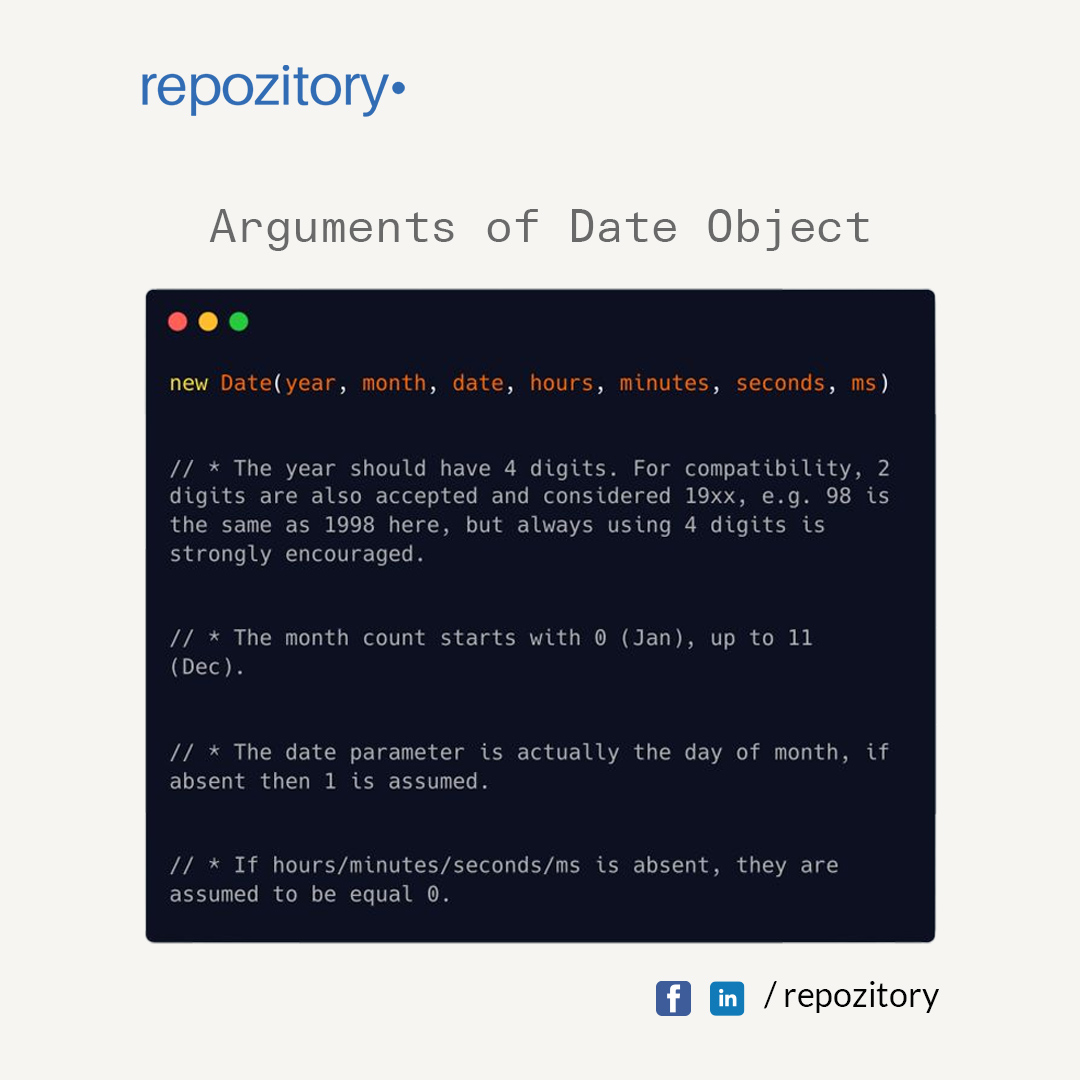 repozitory•
Arguments of Date Object
new Date(year, month, date, hours, minutes, seconds, ms)
// * The year should have 4 digits. For compatibility, 2
digits are also accepted and considered 19xx, e.g. 98 is
the same as 1998 here, but always using 4 digits is
strongly encouraged.
// * The month count starts with 0 (Jan), up to 11
(Dec).
// * The date parameter is actually the day of month, if
absent then 1 is assumed.
// * If hours/minutes/seconds/ms is absent, they are
assumed to be equal 0.
f in / repozitory